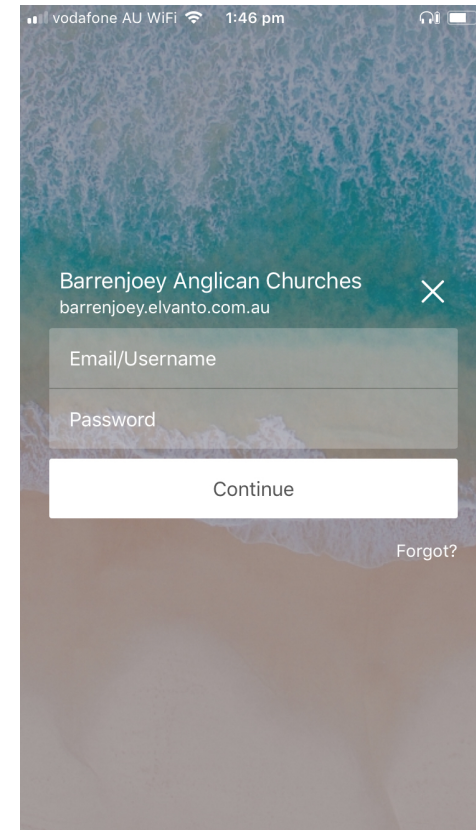 vodafone AU WiFi 1:46 pm
Barrenjoey Anglican Churches
barrenjoey.elvanto.com.au
Email/Username
Password
Continue
Forgot?